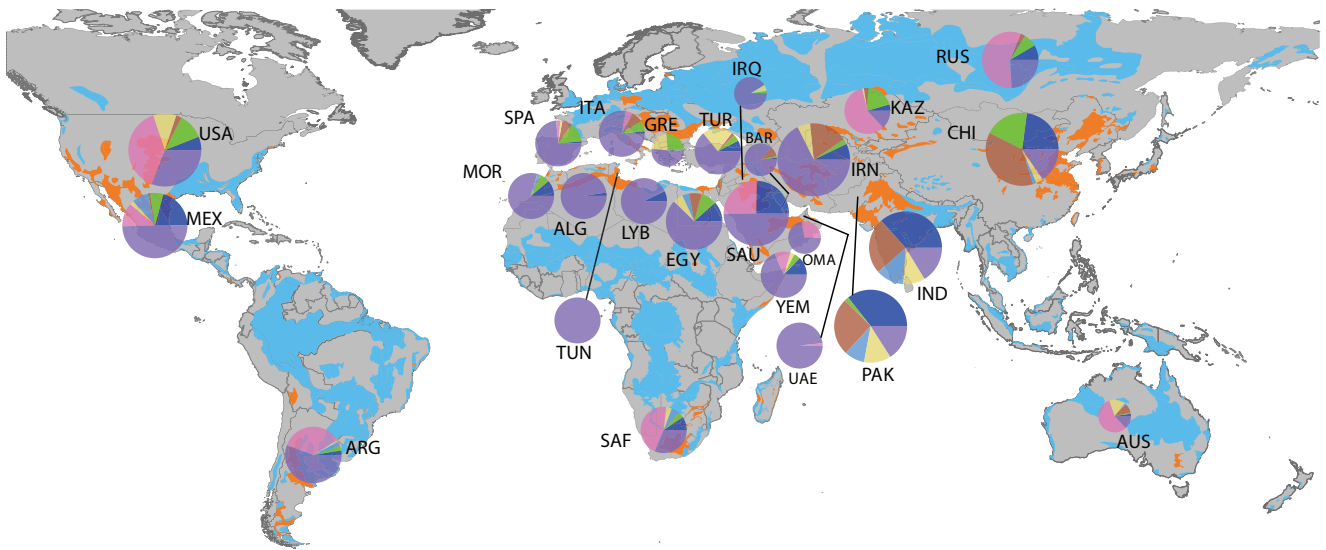 RUS
IRQ
KAZ
ITA
SPA
GRE
TUR
USA
CHI
BAR
IRN
MOR
MEX
ALG
LYB
EGY
SAU
OMA
IND
YEM
TUN
UAE
PAK
SAF
AUS
ARG